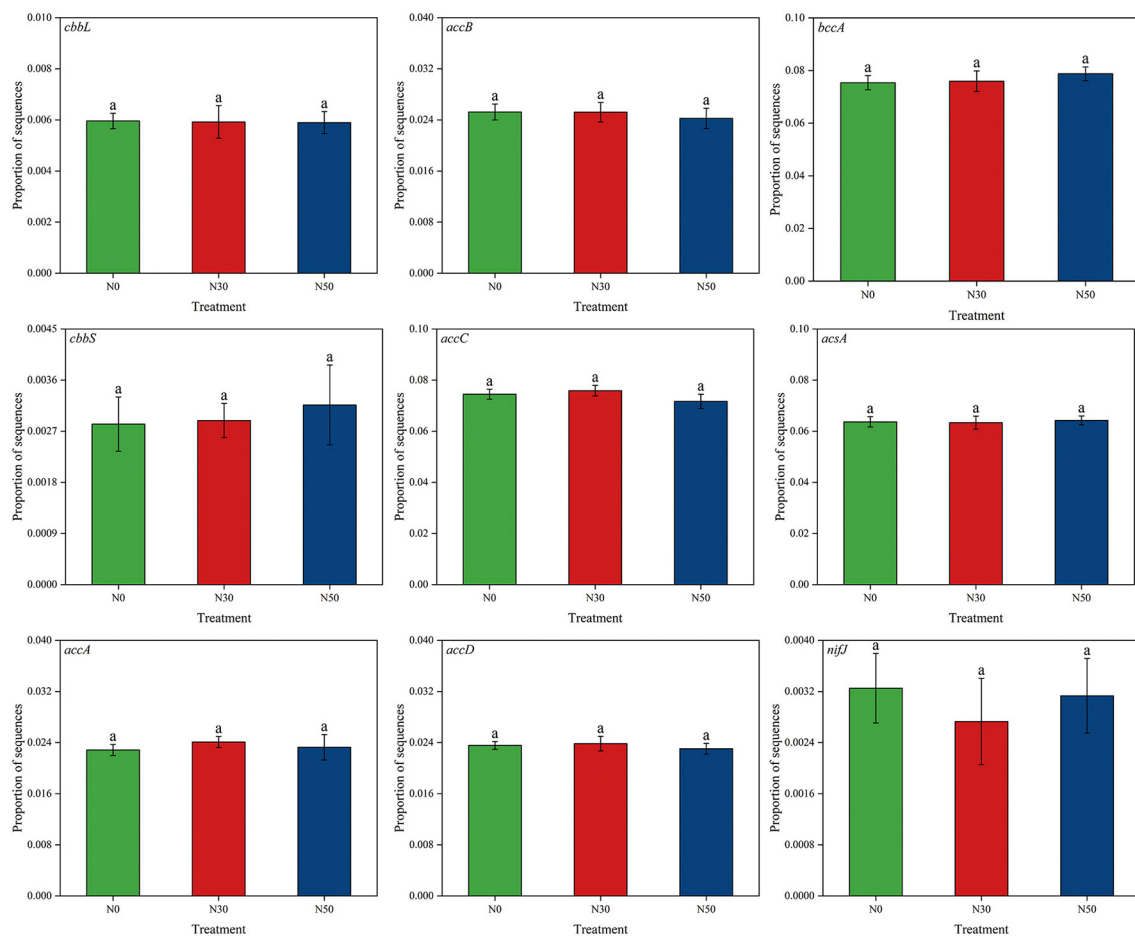 cbbL
Proportion of sequences
0.010
0.008
0.006
0.004
0.002
0.000
a
a
a
N0
N30
N50
Treatment
accB
Proportion of sequences
0.040
0.032
0.024
0.016
0.008
0.000
a
a
a
N0
N30
N50
Treatment
bccA
Proportion of sequences
0.10
0.08
0.06
0.04
0.02
0.00
a
a
a
N0
N30
N50
Treatment
cbbS
Proportion of sequences
0.0045
0.0036
0.0027
0.0018
0.0009
0.0000
a
a
a
N0
N30
N50
Treatment
accC
Proportion of sequences
0.10
0.08
0.06
0.04
0.02
0.00
a
a
a
N0
N30
N50
Treatment
acsA
Proportion of sequences
0.10
0.08
0.06
0.04
0.02
0.00
a
a
a
N0
N30
N50
Treatment
accA
Proportion of sequences
0.040
0.032
0.024
0.016
0.008
0.000
a
a
a
N0
N30
N50
Treatment
accD
Proportion of sequences
0.040
0.032
0.024
0.016
0.008
0.000
a
a
a
N0
N30
N50
Treatment
nifJ
Proportion of sequences
0.0040
0.0032
0.0024
0.0016
0.0008
0.0000
a
a
a
N0
N30
N50
Treatment